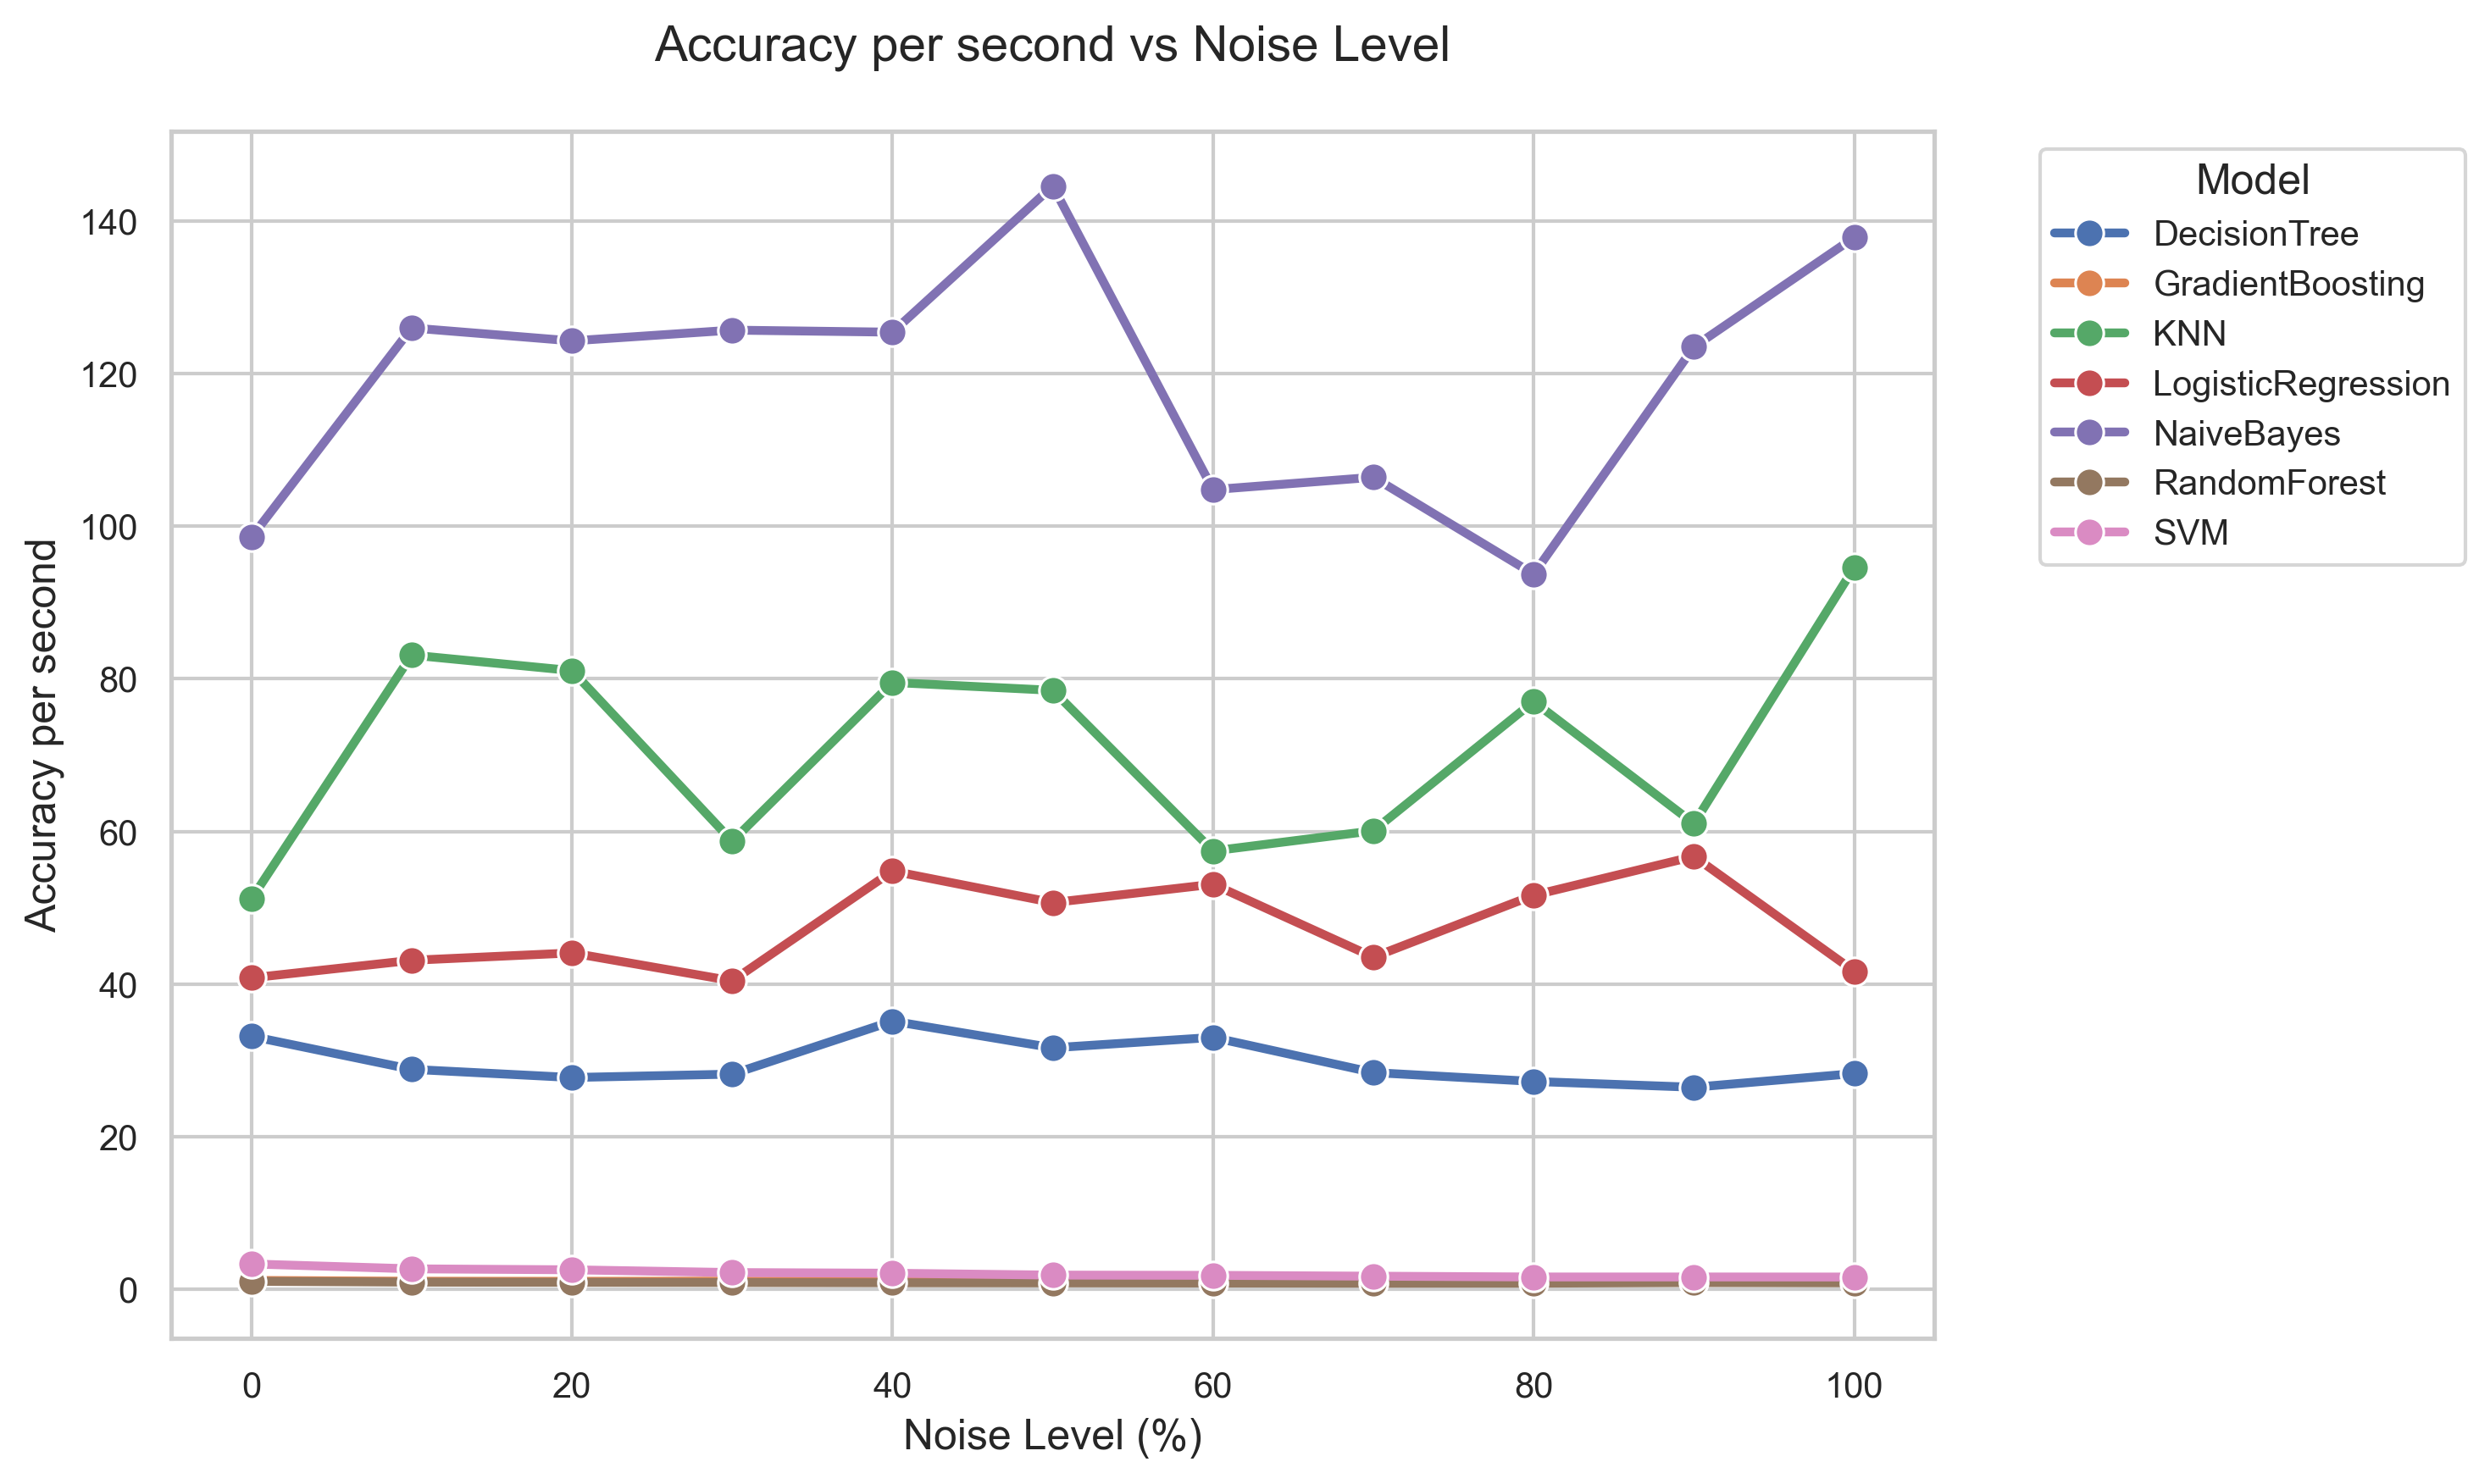 Accuracy per second vs Noise Level
Accuracy per second
140
120
100
80
60
40
20
0
0
20
40
60
80
100
Noise Level (%)
Model
DecisionTree
GradientBoosting
KNN
LogisticRegression
NaiveBayes
RandomForest
SVM